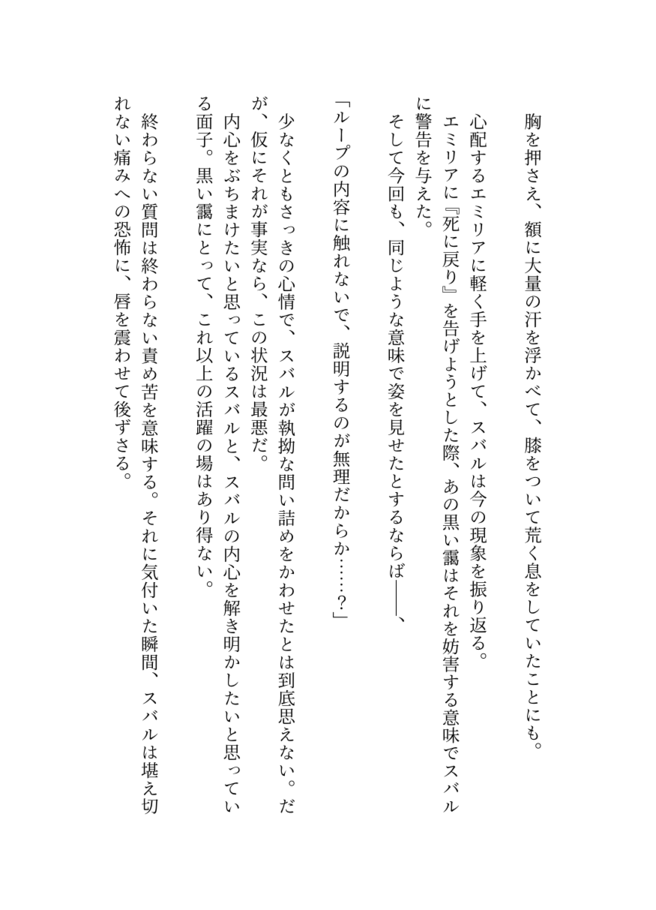 胸を押さえ、額に大量の汗を浮かべて、膝をついて荒く息をしていたことにも。
心配するエミリアに軽く手を上げて、スバルは今の現象を振り返る。
エミリアに『死に戻り』を告げようとした際、あの黒い靄はそれを妨害する意味でスバル
に警告を与えた。
そして今回も、同じような意味で姿を見せたとするならば――、
「ループの内容に触れないで、説明するのが無理だからか……？」
少なくともさっきの心情で、スバルが執拗な問い詰めをかわせたとは到底思えない。だ
が、仮にそれが事実なら、この状況は最悪だ。
内心をぶちまけたいと思っているスバルと、スバルの内心を解き明かしたいと思ってい
る面子。黒い靄にとって、これ以上の活躍の場はあり得ない。
終わらない質問は終わらない責め苦を意味する。それに気付いた瞬間、スバルは堪え切
れない痛みへの恐怖に、唇を震わせて後ずさる。